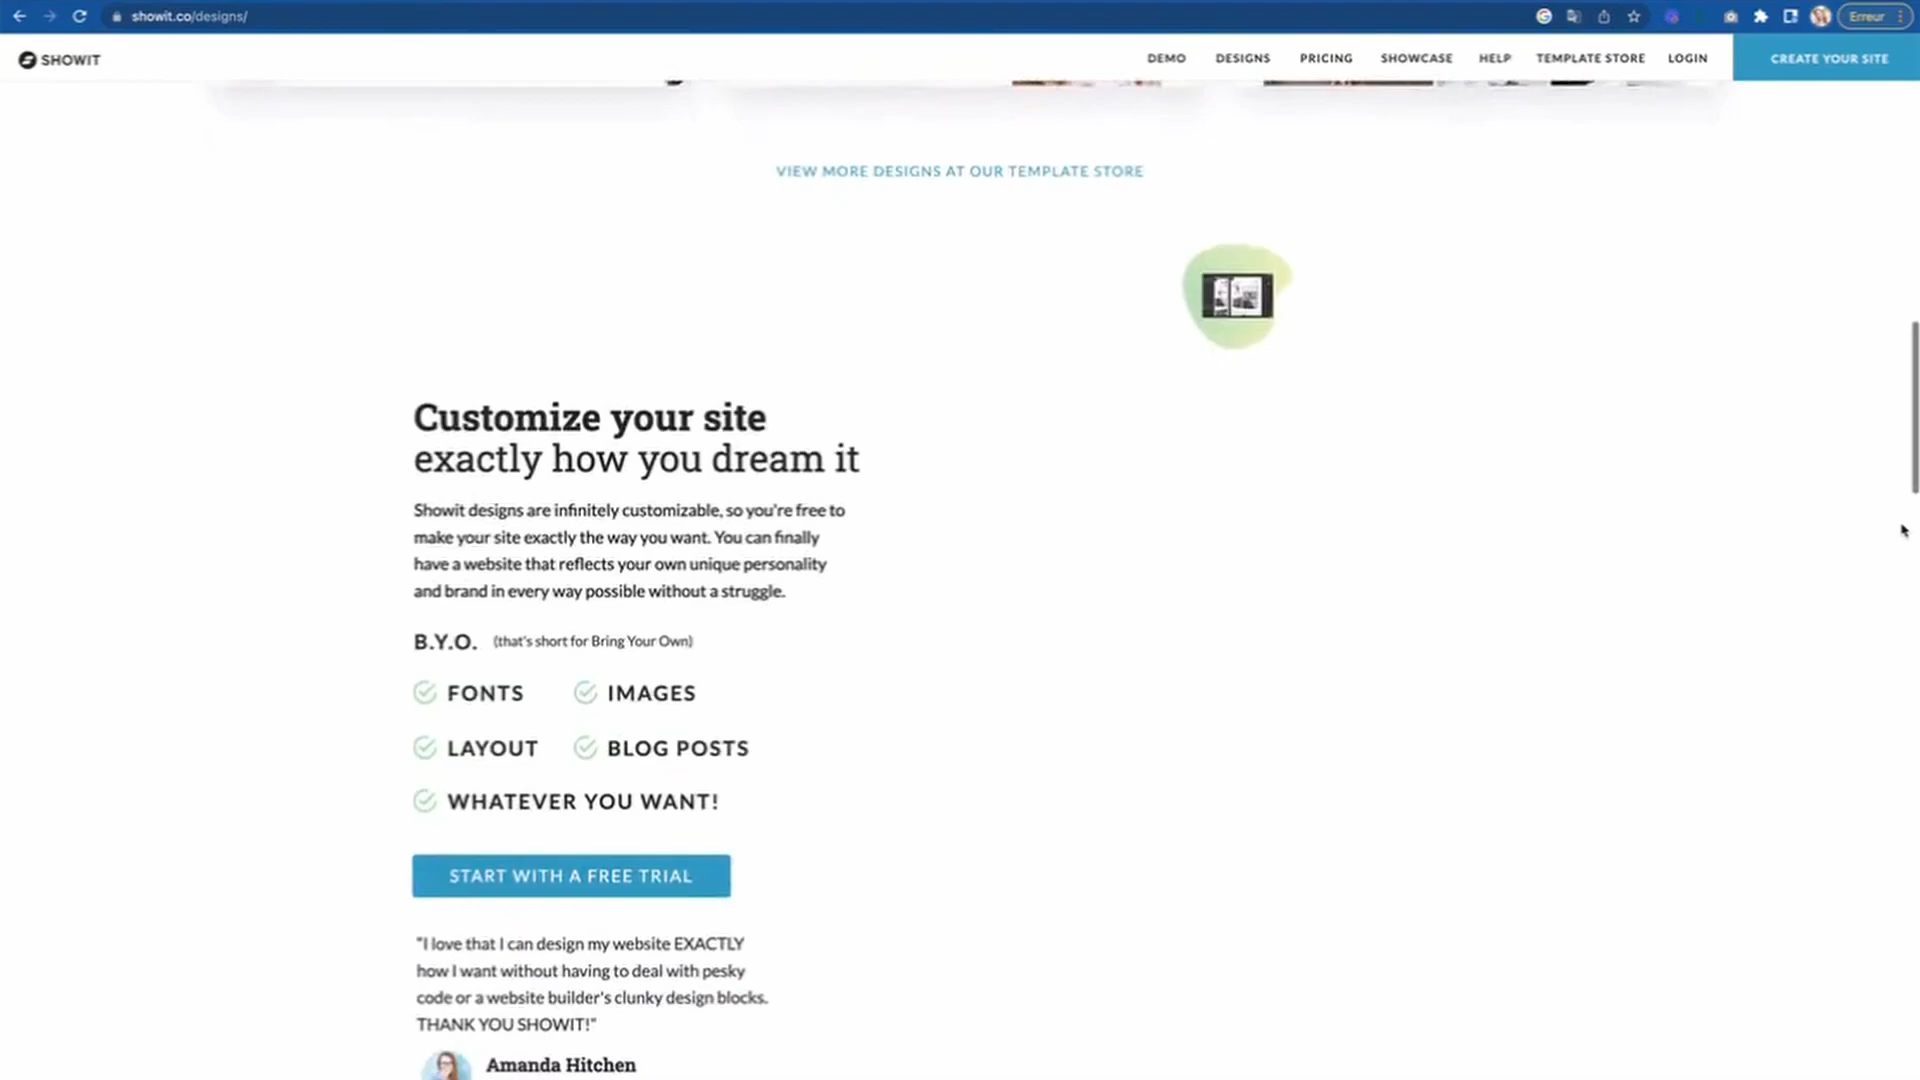 showit.co/designs/
Erreur
SHOWIT
DEMO DESIGNS PRICING SHOWCASE HELP TEMPLATE STORE LOGIN CREATE YOUR SITE
VIEW MORE DESIGNS AT OUR TEMPLATE STORE
Customize your site
exactly how you dream it
Showit designs are infinitely customizable, so you're free to
make your site exactly the way you want. You can finally
have a website that reflects your own unique personality
and brand in every way possible without a struggle.
B.Y.O. (that's short for Bring Your Own)
FONTS IMAGES
LAYOUT BLOG POSTS
WHATEVER YOU WANT!
START WITH A FREE TRIAL
"I love that I can design my website EXACTLY
how I want without having to deal with pesky
code or a website builder's clunky design blocks.
THANK YOU SHOWIT!"
Amanda Hitchen